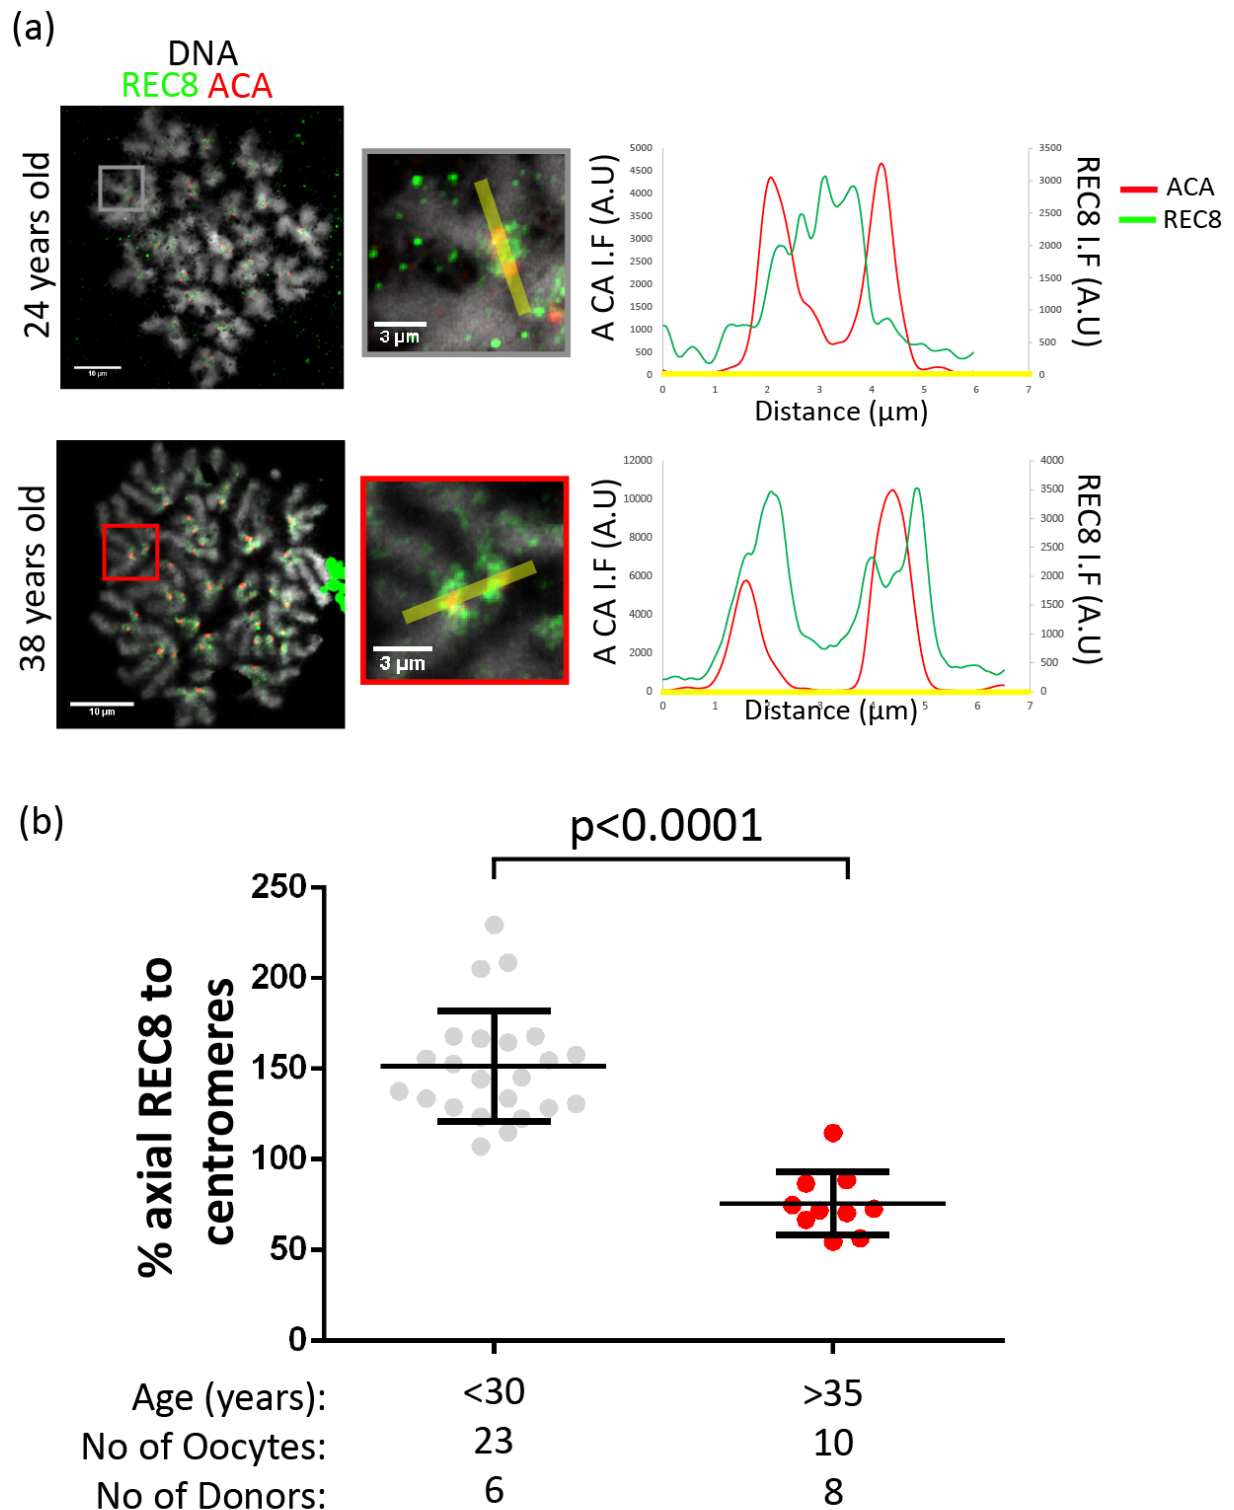 (a)
DNA
REC8 ACA
24 years old
10 µm
3 µm
A CA I.F (A.U)
5000
4500
4000
3500
3000
2500
2000
1500
1000
500
0
3500
3000
2500
2000
1500
1000
500
0
REC8 I.F (A.U)
0 1 2 3 4 5 6 7
Distance (µm)
ACA
REC8
38 years old
10 µm
3 µm
A CA I.F (A.U)
12000
10000
8000
6000
4000
2000
0
4000
3500
3000
2500
2000
1500
1000
500
0
REC8 I.F (A.U)
0 1 2 3 4 5 6 7
Distance (µm)
(b)
p<0.0001
% axial REC8 to
centromeres
250
200
150
100
50
0
Age (years): <30 >35
No of Oocytes: 23 10
No of Donors: 6 8